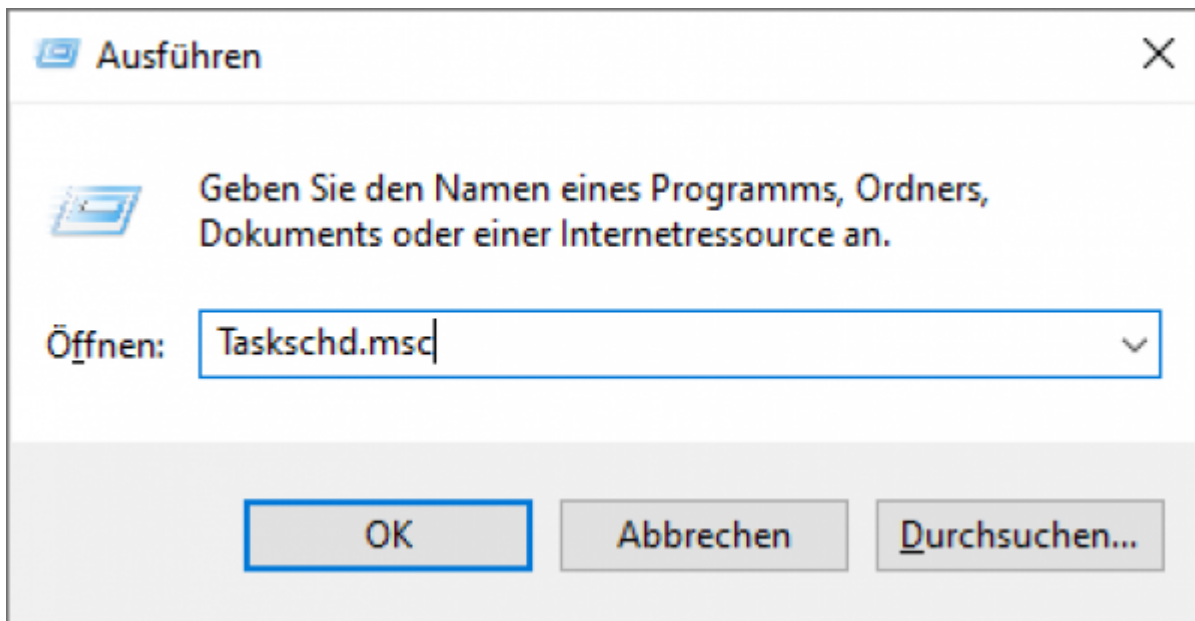 Ausführen
Geben Sie den Namen eines Programms, Ordners,
Dokuments oder einer Internetressource an.
Öffnen: Taskschd.msc
OK Abbrechen Durchsuchen...